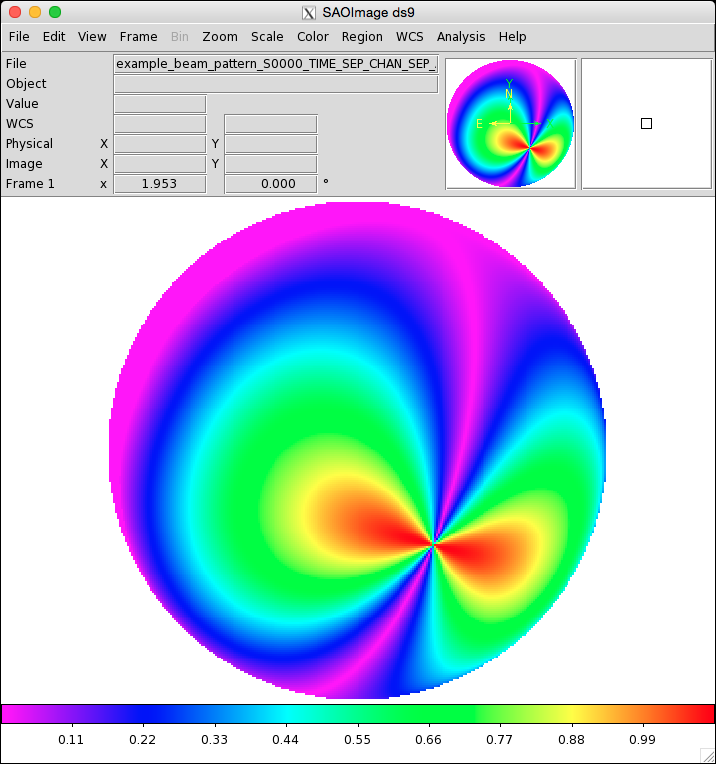 SAOImage ds9
File Edit View Frame Bin Zoom Scale Color Region WCS Analysis Help
File example_beam_pattern_S0000_TIME_SEP_CHAN_SEP_.
Object
Value
WCS
Physical X Y
Image X Y
Frame 1 x 1.953 0.000 °
Y
N
E X
0.11 0.22 0.33 0.44 0.55 0.66 0.77 0.88 0.99